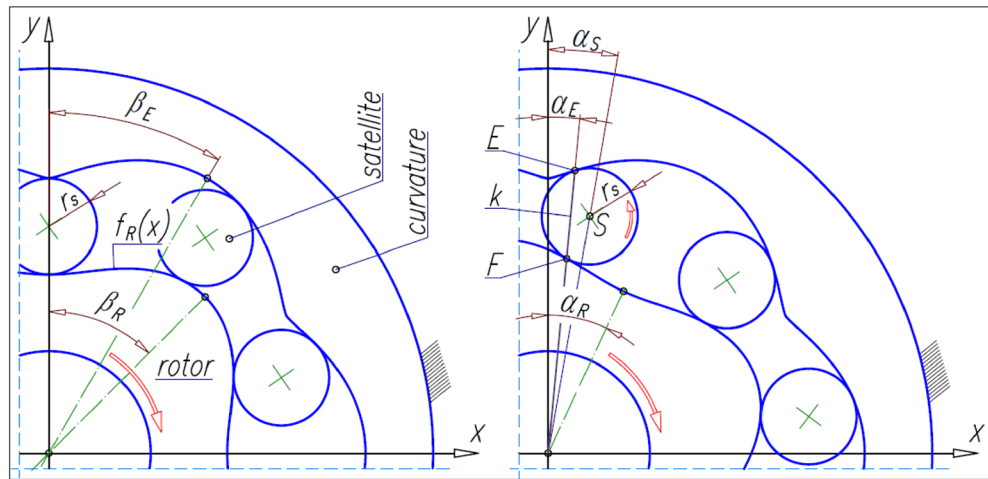 y
β_E
satellite
curvature
r_s
f_R(x)
β_R
rotor
x
y
α_S
α_E
E
r_s
k
S
F
α_R
x